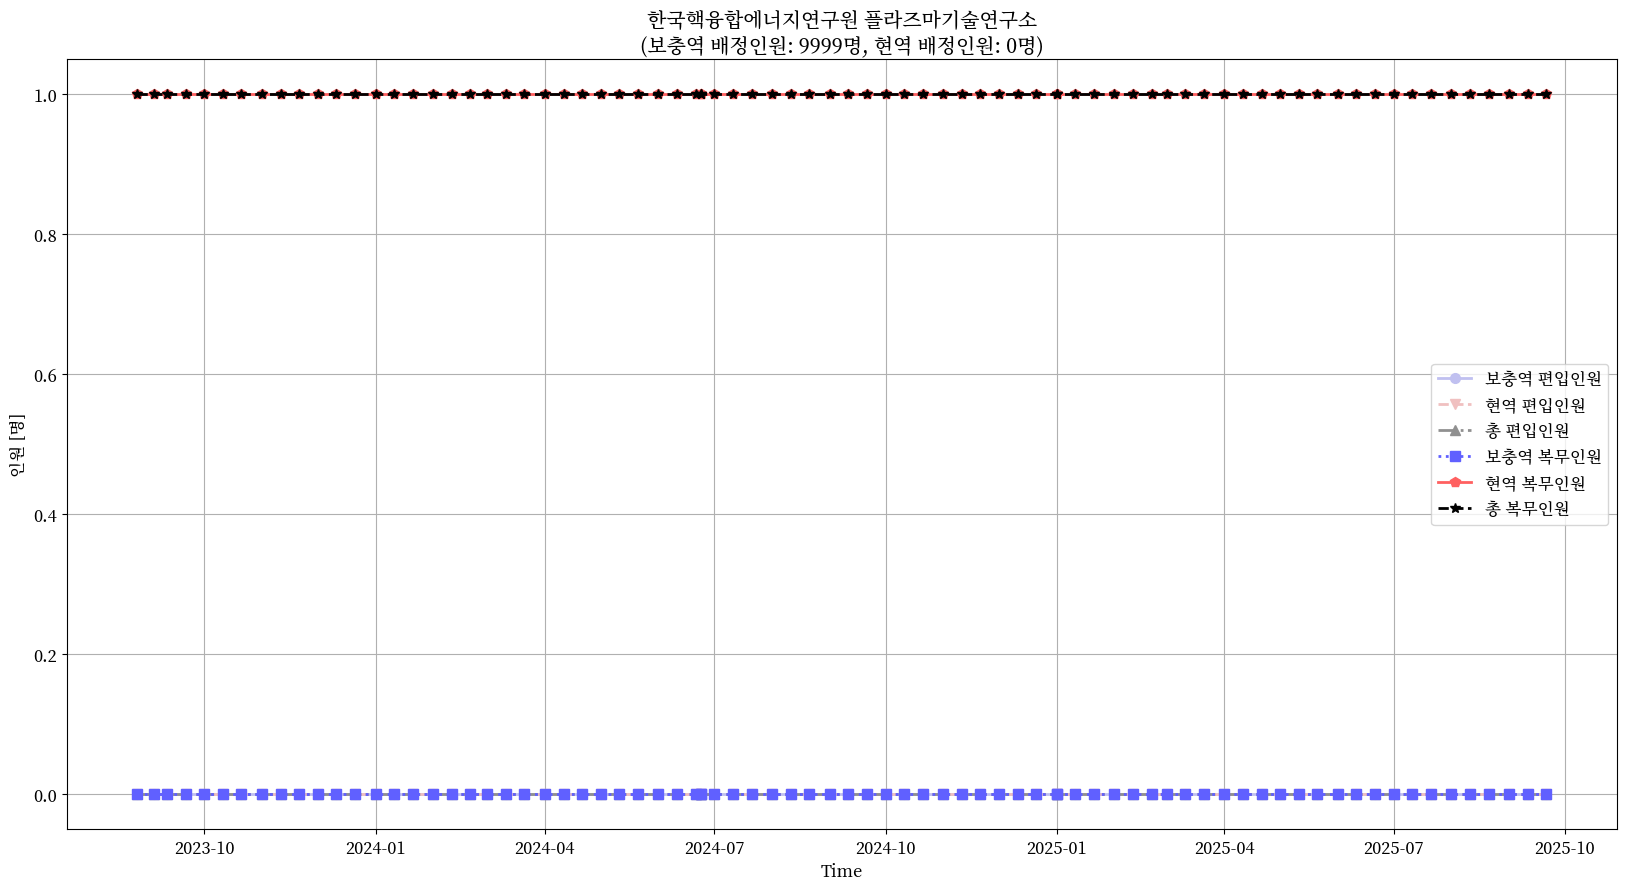 한국핵융합에너지연구원 플라즈마기술연구소
(보충역 배정인원: 9999명, 현역 배정인원: 0명)
1.0
0.8
0.6
0.4
0.2
0.0
인원 [명]
보충역 편입인원
현역 편입인원
총 편입인원
보충역 복무인원
현역 복무인원
총 복무인원
2023-10 2024-01 2024-04 2024-07 2024-10 2025-01 2025-04 2025-07 2025-10
Time